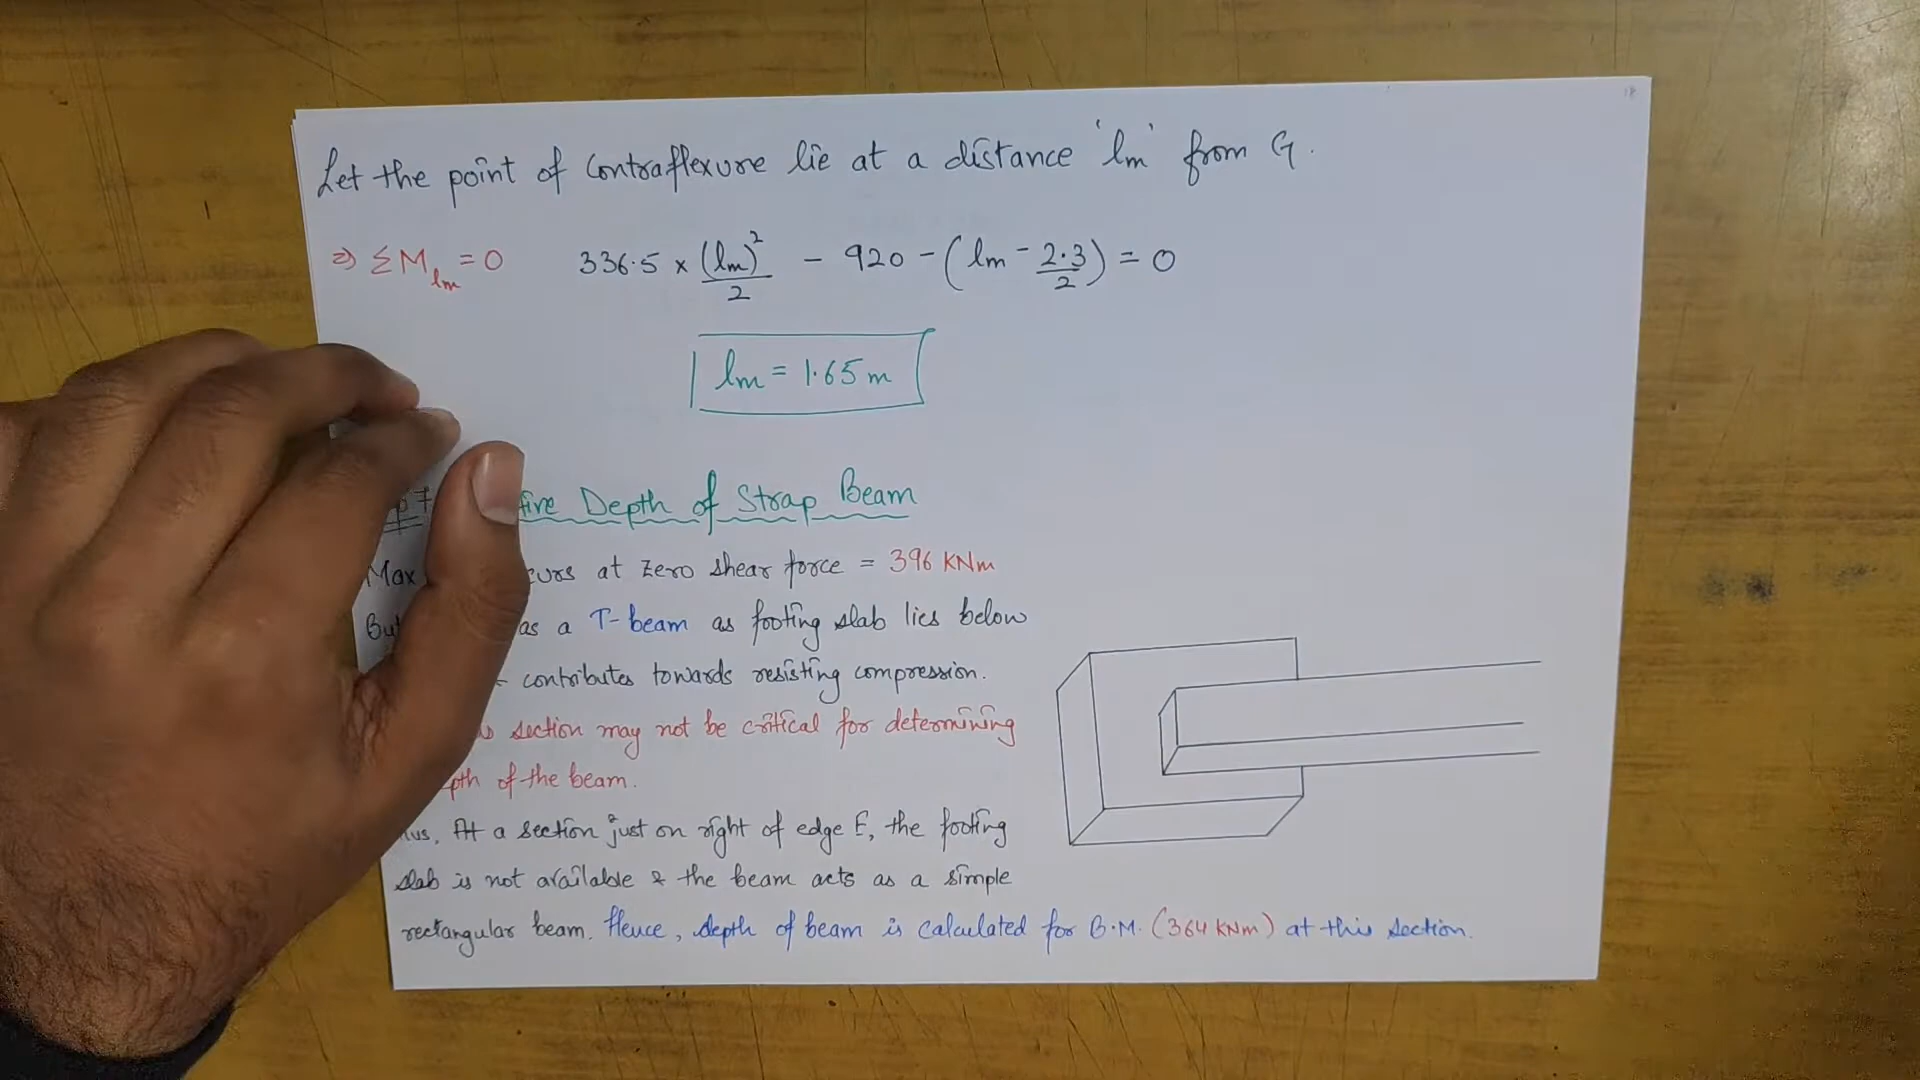 Let the point of Contraflexure lie at a distance 'lm' from G.
⇒ ΣM_lm = 0 336.5 x (lm)²/2 - 920 - (lm - 2.3/2) = 0
lm = 1.65 m
7 Depth of Strap Beam
Max at zero shear force = 396 KNm
as a T-beam as footing slab lies below
contributes towards resisting compression.
section may not be critical for determining
of the beam.
At a section just on right of edge E, the footing
slab is not available & the beam acts as a simple
rectangular beam. Hence, depth of beam is calculated for B.M. (364 KNm) at this section.